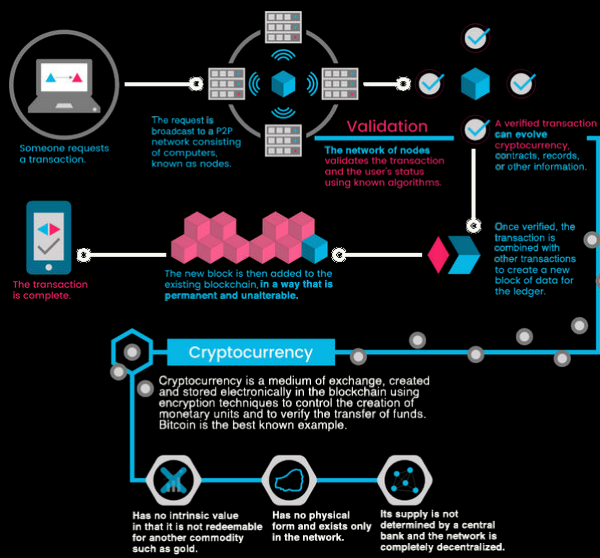 Someone requests
a transaction.
The request is
broadcast to a P2P
network consisting
of computers,
known as nodes.
Validation
The network of nodes
validates the transaction
and the user's status
using known algorithms.
A verified transaction
can evolve
cryptocurrency,
contracts, records,
or other information.
Once verified, the
transaction is
combined with
other transactions
to create a new
block of data for
the ledger.
The new block is then added to the
existing blockchain, in a way that is
permanent and unalterable.
The transaction
is complete.
Cryptocurrency
Cryptocurrency is a medium of exchange, created
and stored electronically in the blockchain using
encryption techniques to control the creation of
monetary units and to verify the transfer of funds.
Bitcoin is the best known example.
Has no intrinsic value
in that it is not redeemable
for another commodity
such as gold.
Has no physical
form and exists only
in the network.
Its supply is not
determined by a central
bank and the network is
completely decentralized.